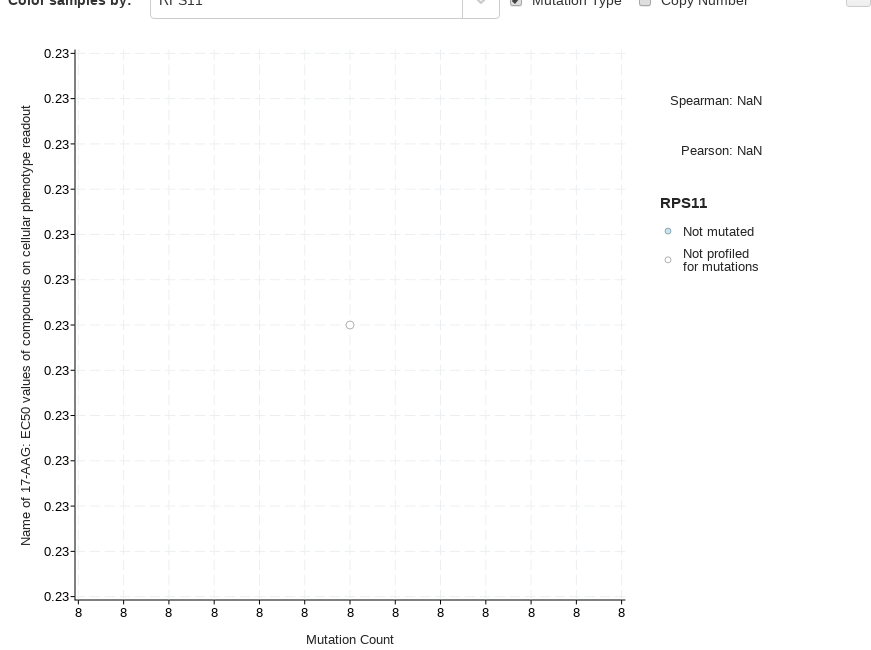 Color samples by:
RPS11
Mutation Type
Copy Number
0.23
0.23
0.23
0.23
0.23
0.23
0.23
0.23
0.23
0.23
0.23
0.23
0.23
Name of 17-AAG: EC50 values of compounds on cellular phenotype readout
8 8 8 8 8 8 8 8 8 8 8 8 8
Mutation Count
Spearman: NaN
Pearson: NaN
RPS11
Not mutated
Not profiled
for mutations